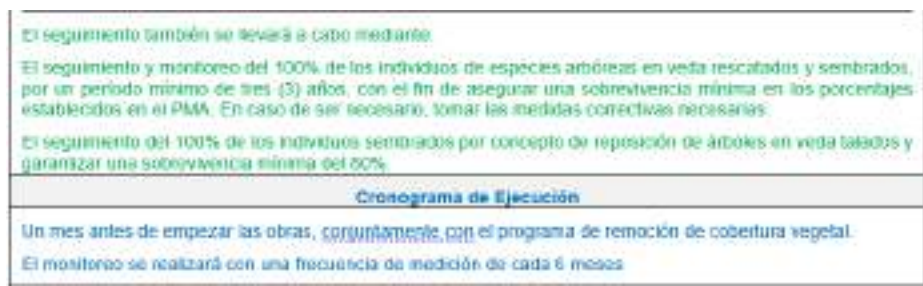 El seguimiento también se llevará a cabo mediante
El seguimiento y monitoreo del 100% de los individuos de especies arbóreas en veda rescatados y sembrados,
por un período mínimo de tres (3) años, con el fin de asegurar una sobrevivencia mínima en los porcentajes
establecidos en el PMA. En caso de ser necesario, tomar las medidas correctivas necesarias.
El seguimiento del 100% de los individuos sembrados por concepto de reposición de árboles en veda talados y
garantizar una sobrevivencia mínima del 80%
Cronograma de Ejecución
Un mes antes de empezar las obras, conjuntamente con el programa de remoción de cobertura vegetal.
El monitoreo se realizará con una frecuencia de medición de cada 6 meses